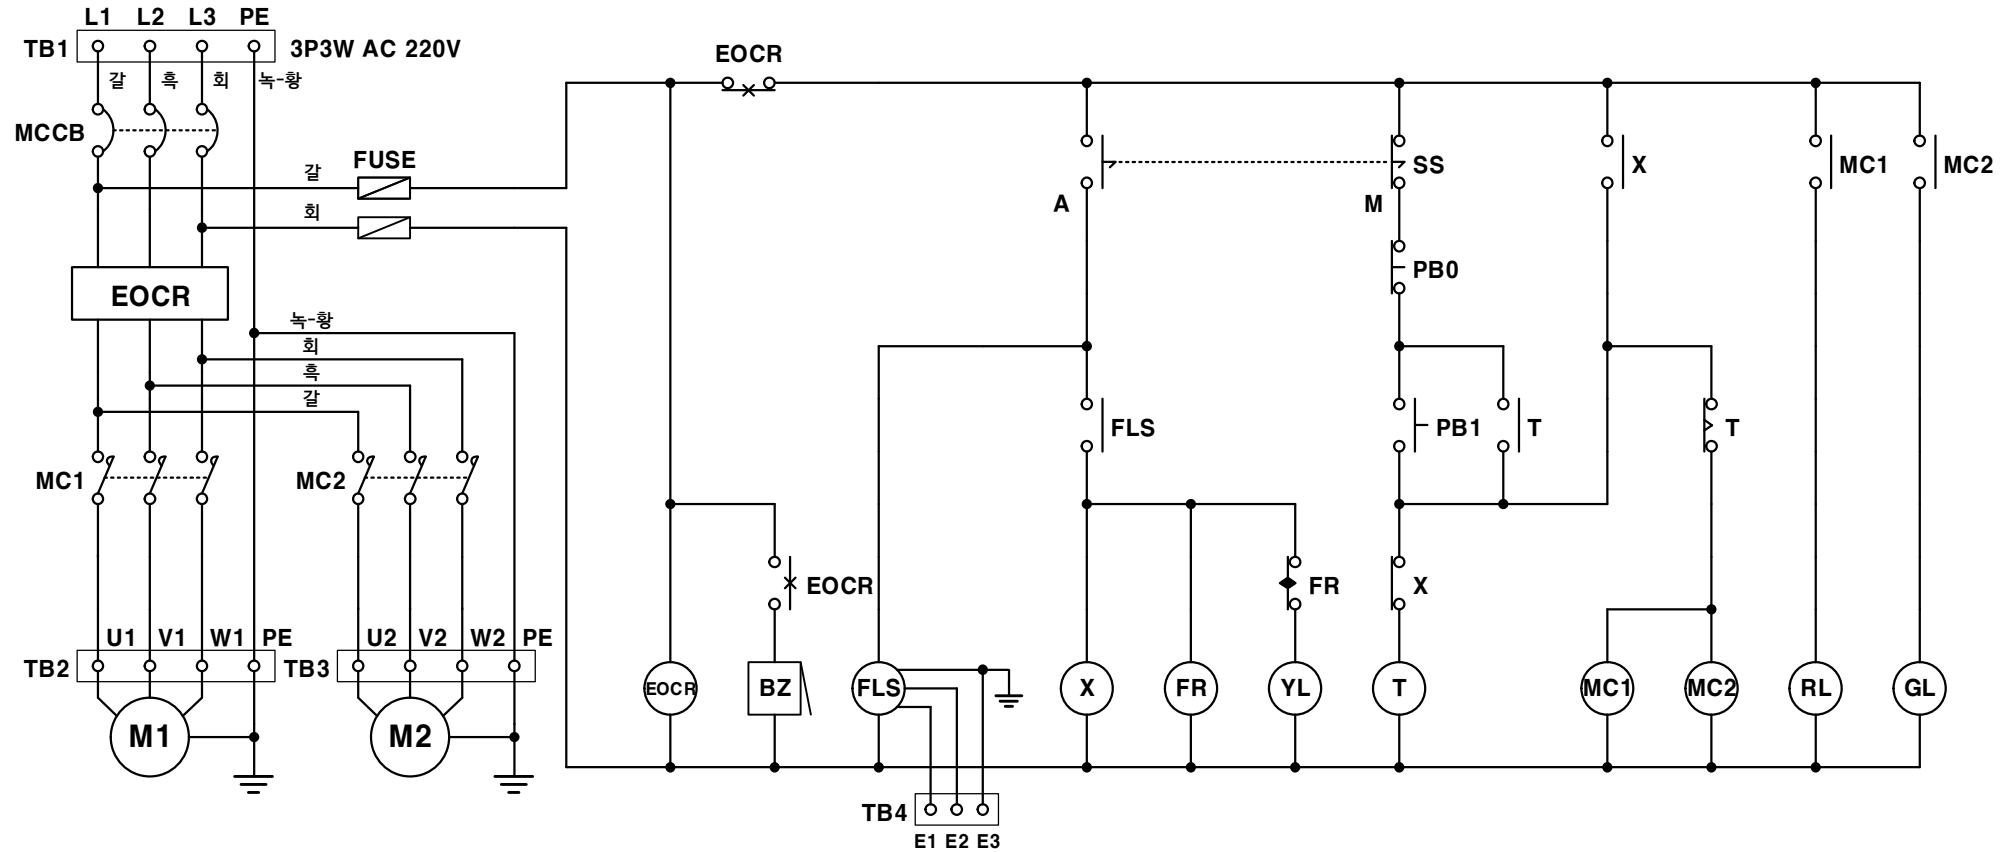 L1 L2 L3 PE
TB1
3P3W AC 220V
갈 흑 회 녹-황
MCCB
갈
FUSE
회
EOCR
녹-황
회
흑
갈
MC1
MC2
U1 V1 W1 PE
U2 V2 W2 PE
TB2
TB3
M1
M2
EOCR
A
SS
M
X
MC1
MC2
PB0
FLS
PB1
T
T
EOCR
FR
X
EOCR
BZ
FLS
X
FR
YL
T
MC1
MC2
RL
GL
TB4
E1 E2 E3